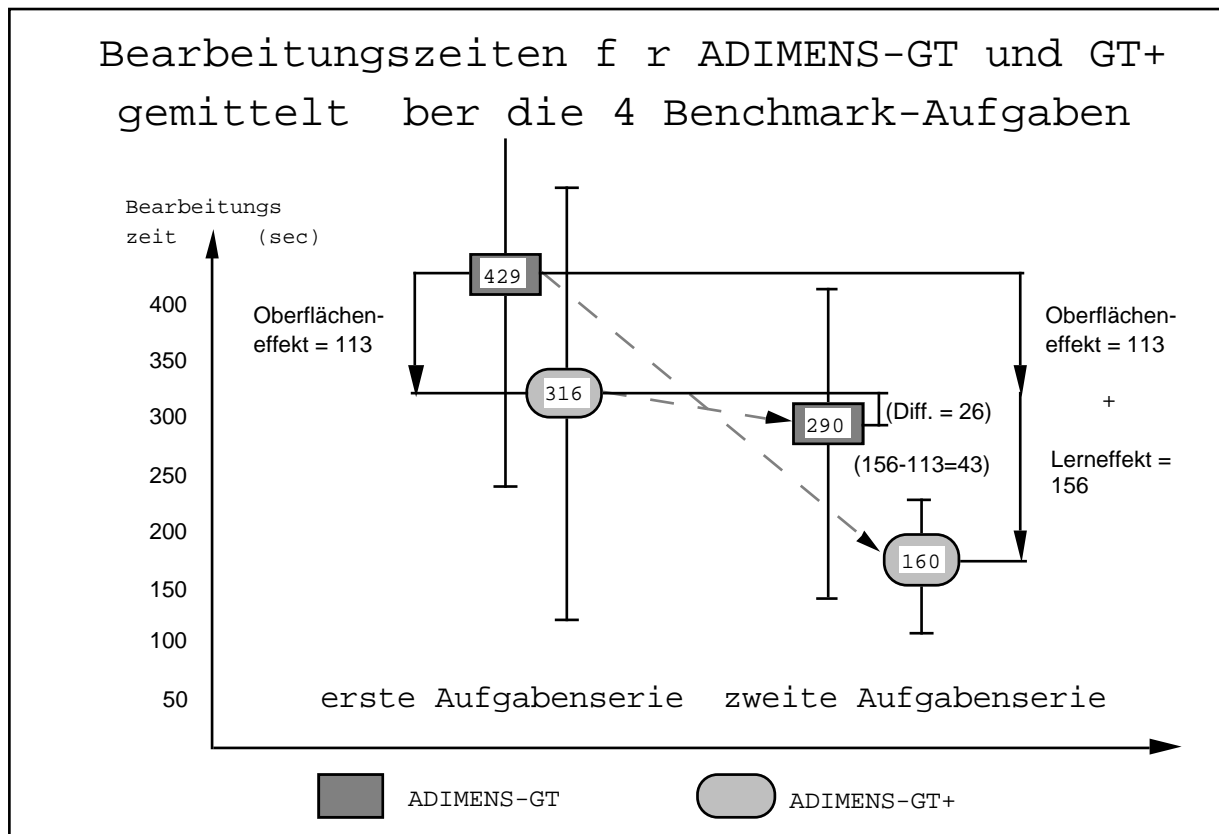 Bearbeitungszeiten f r ADIMENS-GT und GT+
gemittelt  ber die 4 Benchmark-Aufgaben
Bearbeitungs
zeit (sec)
429
400
Oberflächen-
effekt = 113
Oberflächen-
effekt = 113
350
316
300
(Diff. = 26)
+
290
(156-113=43)
Lerneffekt =
156
250
200
160
150
100
50
erste Aufgabenserie
zweite Aufgabenserie
ADIMENS-GT
ADIMENS-GT+